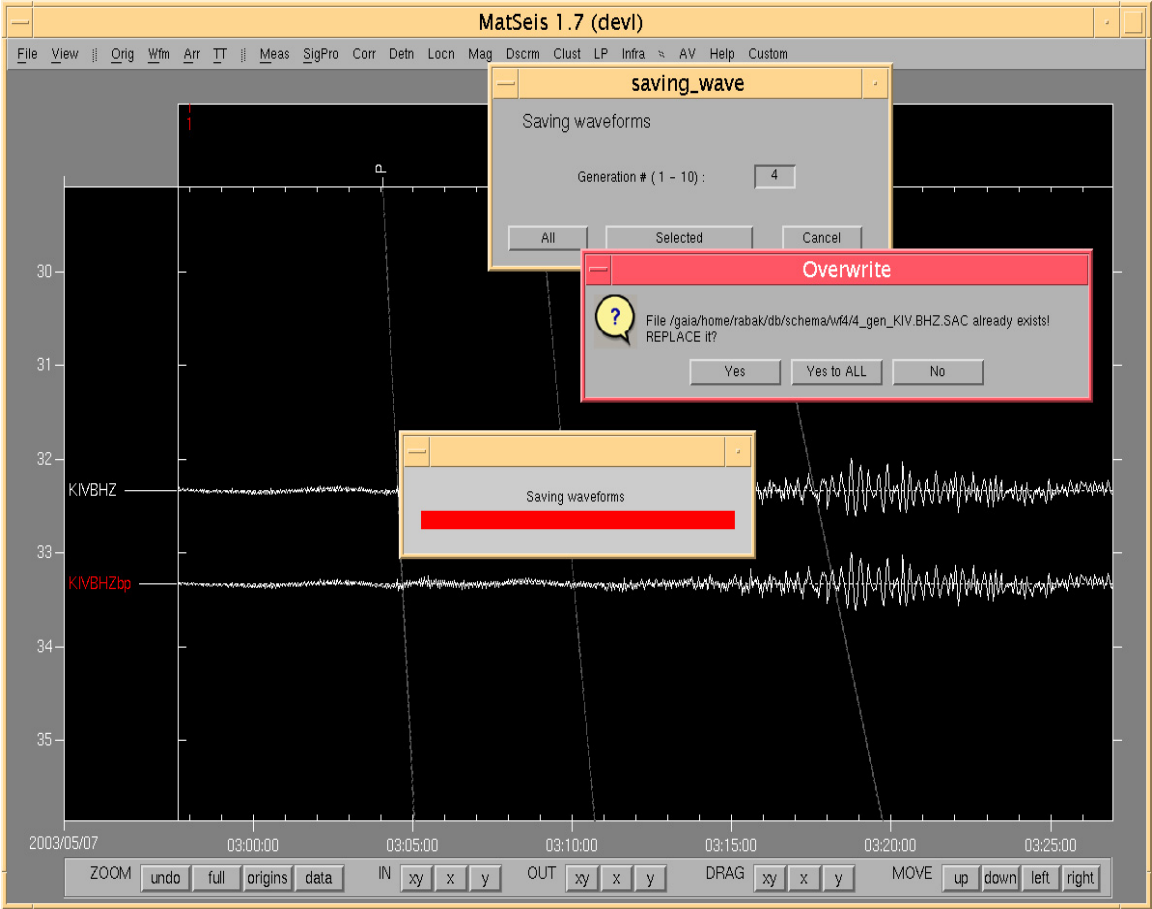 MatSeis 1.7 (devl)
File View || Orig Wfm Arr TT || Meas SigPro Corr Detn Locn Mag Dscrm Clust LP Infra AV Help Custom
saving_wave
Saving waveforms
Generation # ( 1 - 10) : 4
All Selected Cancel
Overwrite
? File /gaia/home/rabak/db/schema/wf4/4_gen_KIV.BHZ.SAC already exists!
REPLACE it?
Yes Yes to ALL No
1
P
30
31
32
KIVBHZ
Saving waveforms
33
KIVBHZbp
34
35
2003/05/07 03:00:00 03:05:00 03:10:00 03:15:00 03:20:00 03:25:00
ZOOM undo full origins data IN xy x y OUT xy x y DRAG xy x y MOVE up down left right